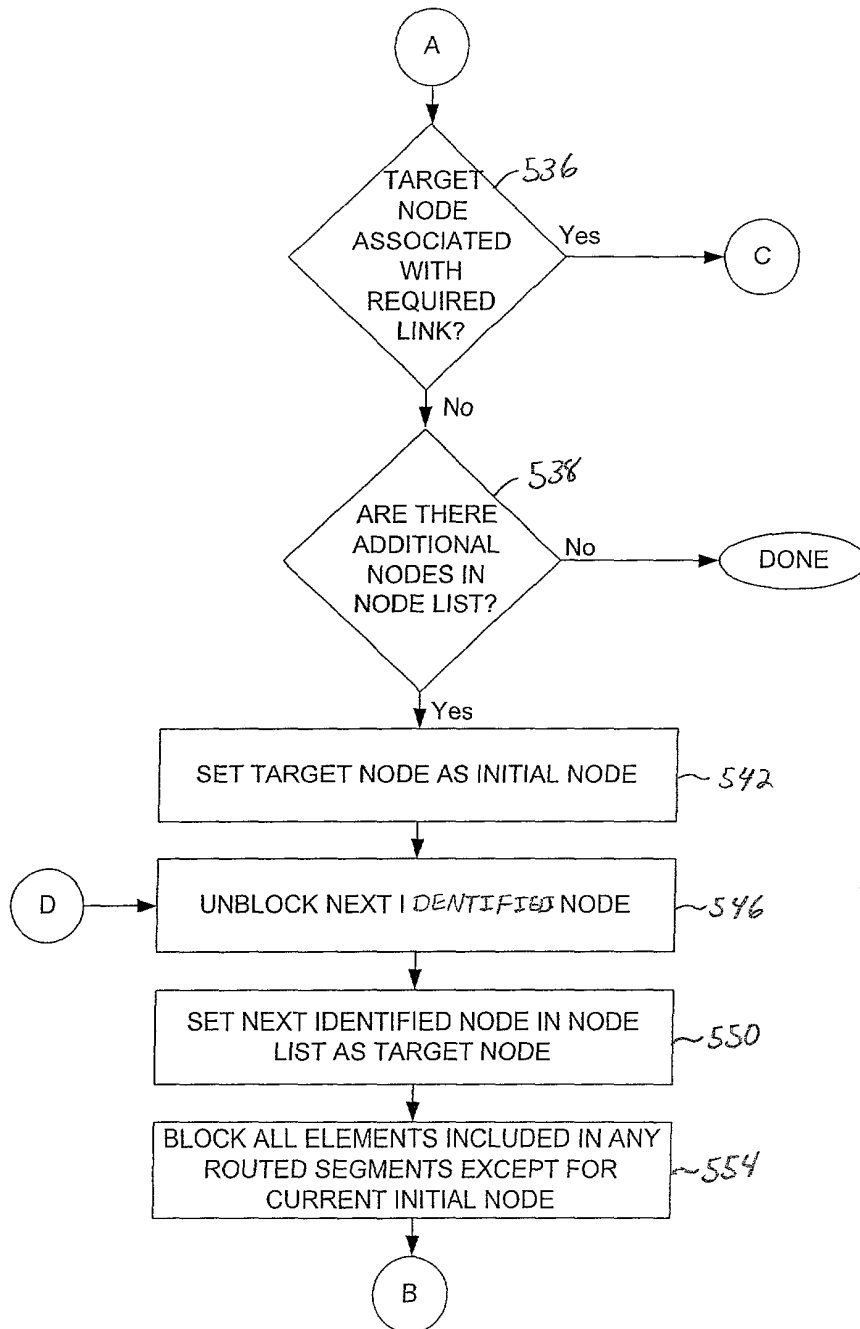 A
TARGET
NODE
ASSOCIATED
WITH
REQUIRED
LINK?
536
Yes
C
No
ARE THERE
ADDITIONAL
NODES IN
NODE LIST?
538
No
DONE
Yes
SET TARGET NODE AS INITIAL NODE
542
D
UNBLOCK NEXT IDENTIFIED NODE
546
SET NEXT IDENTIFIED NODE IN NODE
LIST AS TARGET NODE
550
BLOCK ALL ELEMENTS INCLUDED IN ANY
ROUTED SEGMENTS EXCEPT FOR
CURRENT INITIAL NODE
554
B